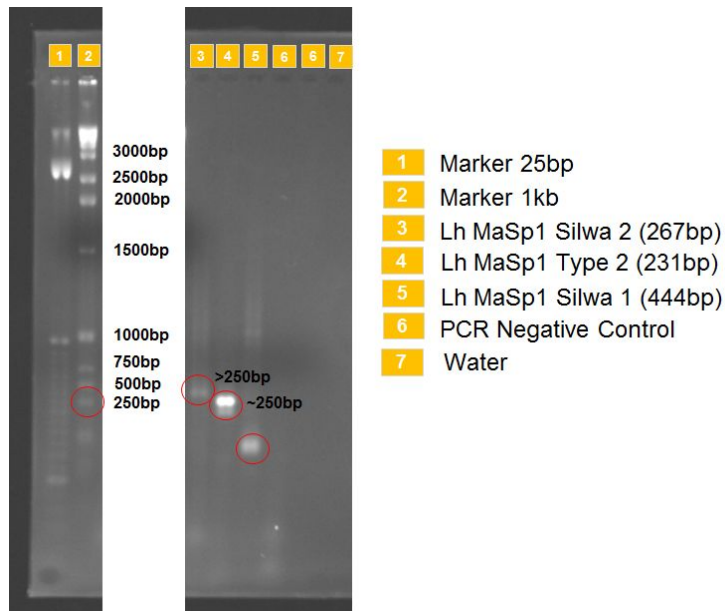 1 2 3 4 5 6 6 7
3000bp
2500bp
2000bp
1500bp
1000bp
750bp
500bp
250bp
>250bp
~250bp
1 Marker 25bp
2 Marker 1kb
3 Lh MaSp1 Silwa 2 (267bp)
4 Lh MaSp1 Type 2 (231bp)
5 Lh MaSp1 Silwa 1 (444bp)
6 PCR Negative Control
7 Water